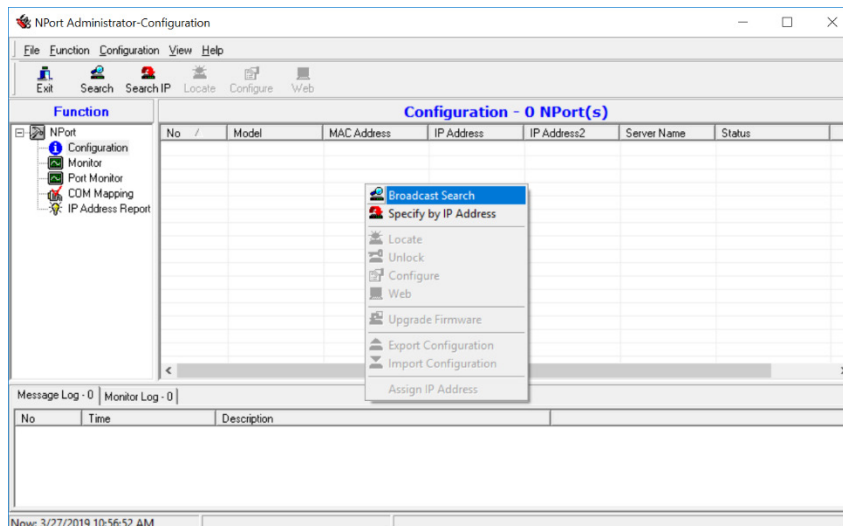 NPort Administrator-Configuration
File Function Configuration View Help
Exit Search Search IP Locate Configure Web
Function
Configuration - 0 NPort(s)
NPort
Configuration
Monitor
Port Monitor
COM Mapping
IP Address Report
No / Model MAC Address IP Address IP Address2 Server Name Status
Broadcast Search
Specify by IP Address
Locate
Unlock
Configure
Web
Upgrade Firmware
Export Configuration
Import Configuration
Assign IP Address
Message Log - 0 Monitor Log - 0
No Time Description
Now: 3/27/2019 10:56:52 AM